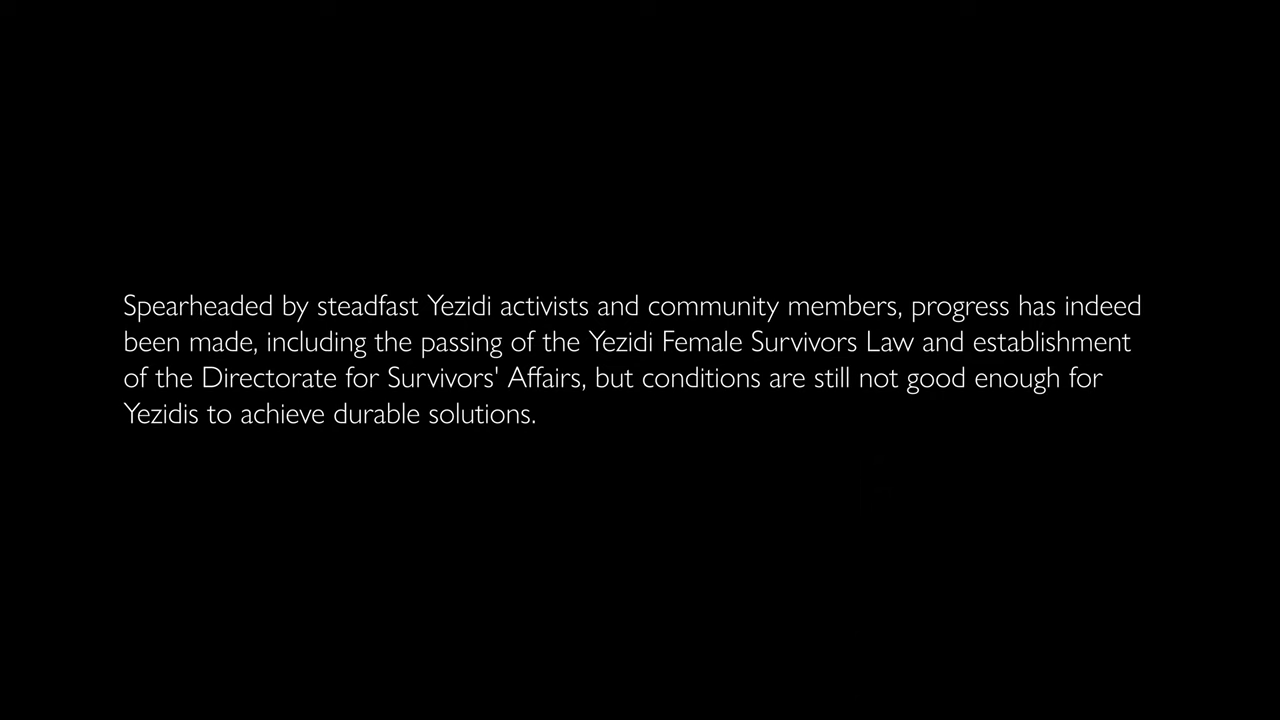 Spearheaded by steadfast Yezidi activists and community members, progress has indeed
been made, including the passing of the Yezidi Female Survivors Law and establishment
of the Directorate for Survivors' Affairs, but conditions are still not good enough for
Yezidis to achieve durable solutions.